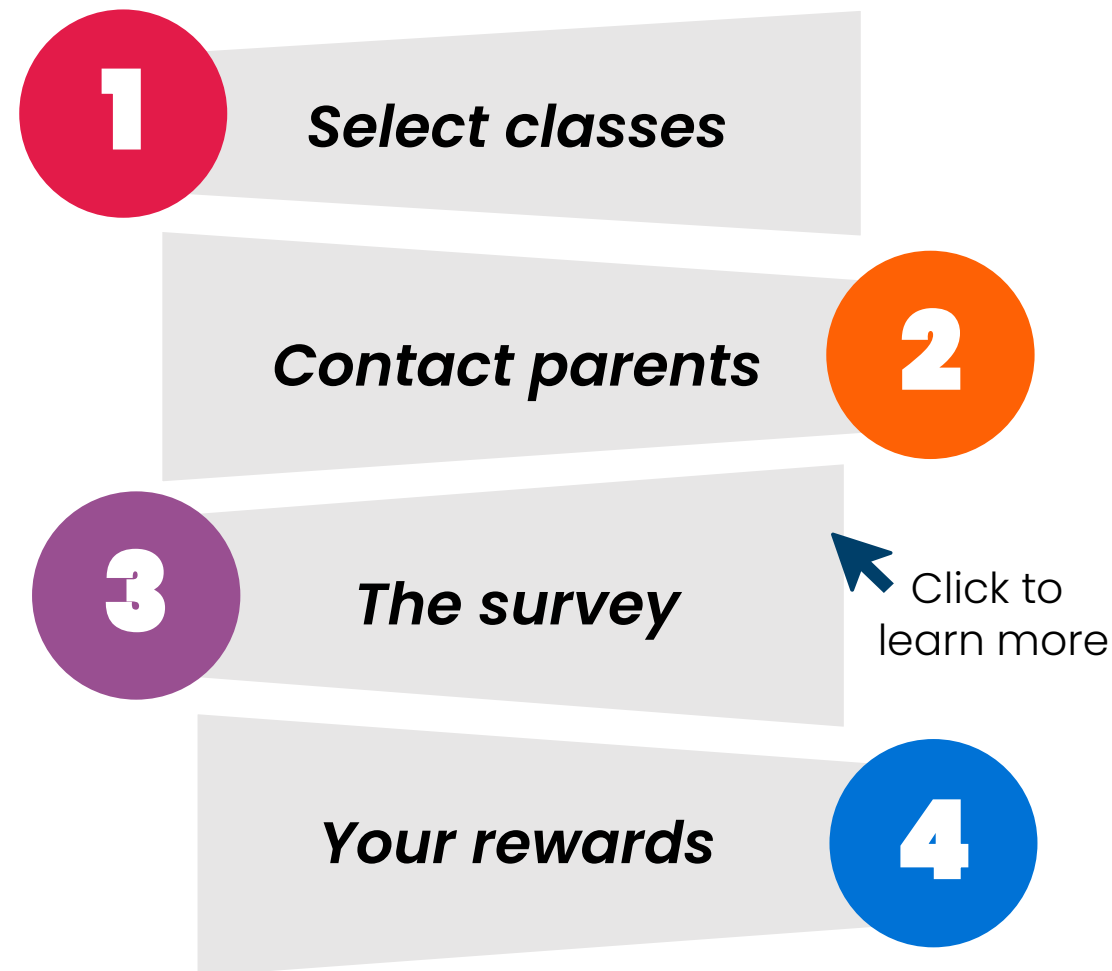 1
Select classes
Contact parents
2
3
The survey
Click to
learn more
Your rewards
4